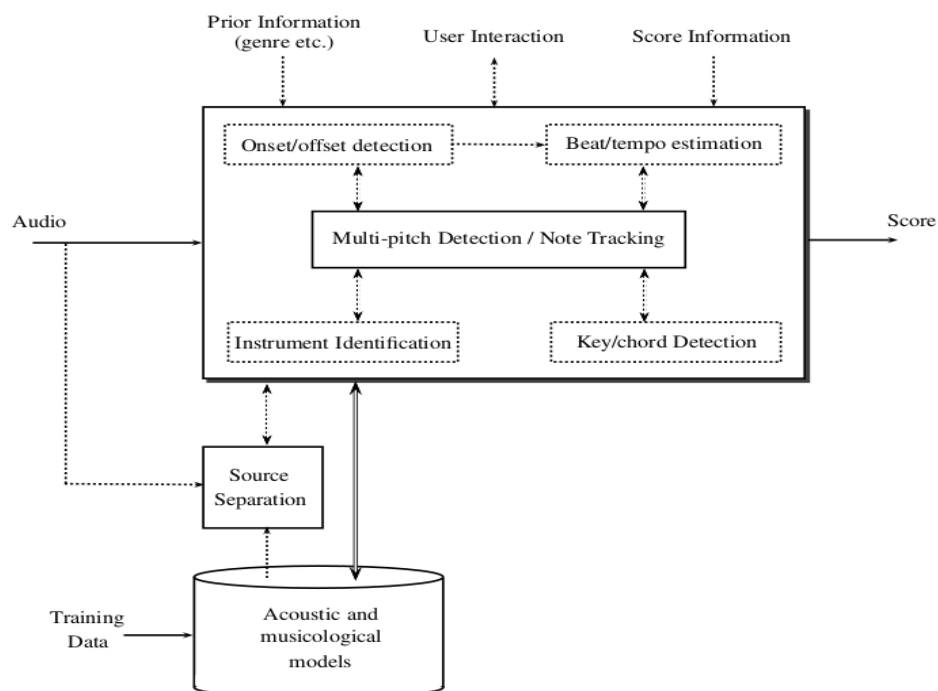 Prior Information
(genre etc.)
User Interaction
Score Information
Onset/offset detection
Beat/tempo estimation
Audio
Multi-pitch Detection / Note Tracking
Score
Instrument Identification
Key/chord Detection
Source
Separation
Training
Data
Acoustic and
musicological
models